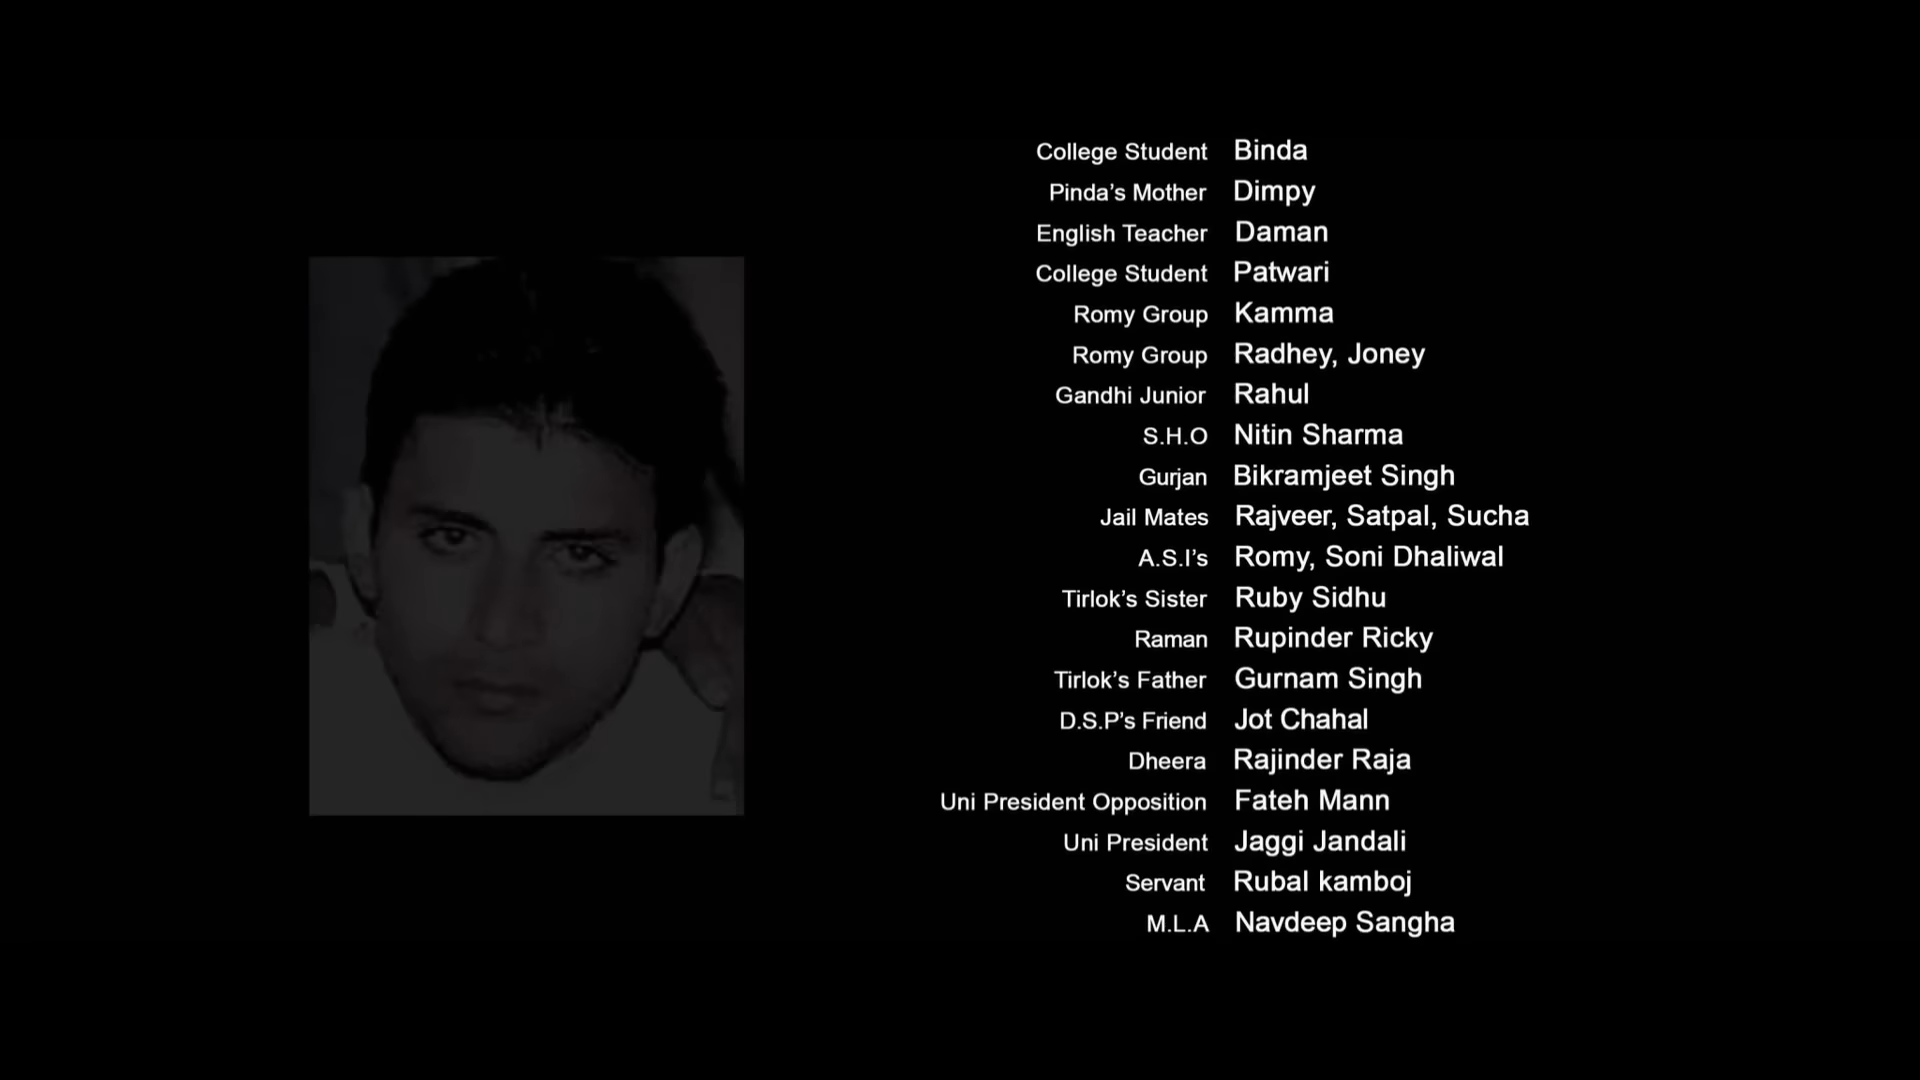 College Student Binda
Pinda's Mother Dimpy
English Teacher Daman
College Student Patwari
Romy Group Kamma
Romy Group Radhey, Joney
Gandhi Junior Rahul
S.H.O Nitin Sharma
Gurjan Bikramjeet Singh
Jail Mates Rajveer, Satpal, Sucha
A.S.I's Romy, Soni Dhaliwal
Tirlok's Sister Ruby Sidhu
Raman Rupinder Ricky
Tirlok's Father Gurnam Singh
D.S.P's Friend Jot Chahal
Dheera Rajinder Raja
Uni President Opposition Fateh Mann
Uni President Jaggi Jandali
Servant Rubal kamboj
M.L.A Navdeep Sangha